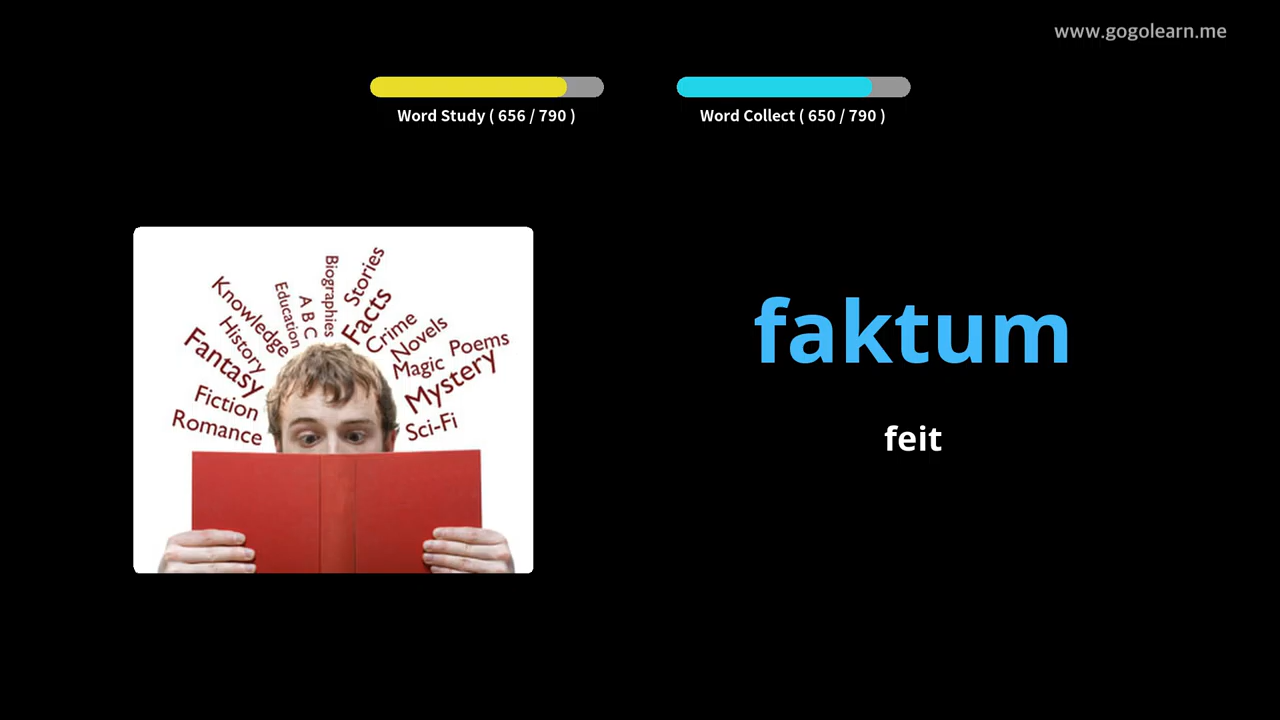 www.gogolearn.me
Word Study ( 656 / 790 )
Word Collect ( 650 / 790 )
Knowledge
Education
A B C
Biographies
Stories
Facts
Crime
Novels
Poems
Magic
Mystery
Sci-Fi
History
Fantasy
Fiction
Romance
faktum
feit